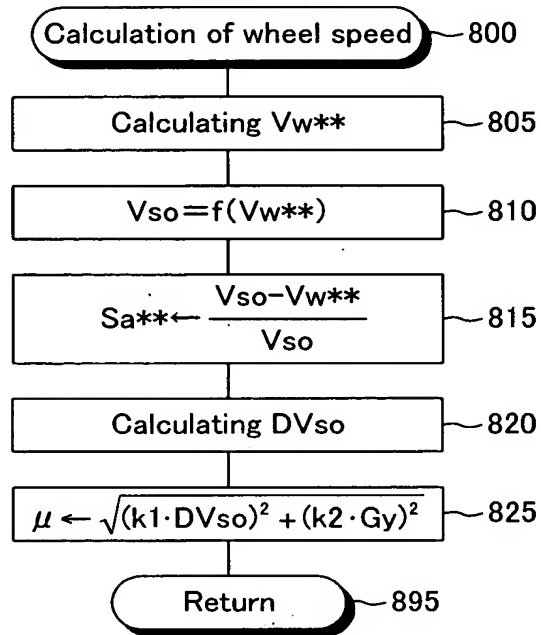 Calculation of wheel speed 800
Calculating Vw** 805
Vso=f(Vw**) 810
Sa**← (Vso-Vw**)/Vso 815
Calculating DVso 820
μ ← √((k1·DVso)² + (k2·Gy)²) 825
Return 895